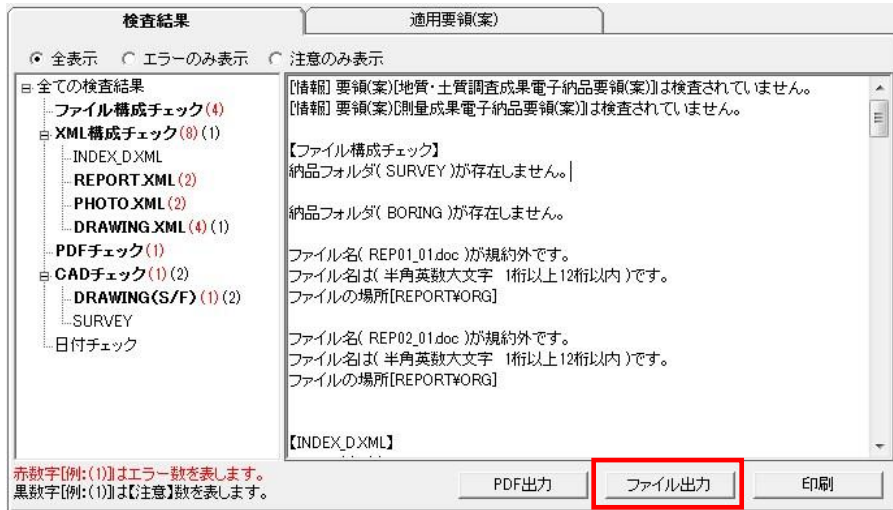 検査結果
適用要領(案)
全表示 エラーのみ表示 注意のみ表示
全ての検査結果
ファイル構成チェック(4)
XML構成チェック(8)(1)
INDEX_D.XML
REPORT.XML(2)
PHOTO.XML(2)
DRAWING.XML(4)(1)
PDFチェック(1)
CADチェック(1)(2)
DRAWING(S/F)(1)(2)
SURVEY
日付チェック
[情報] 要領(案)[地質・土質調査成果電子納品要領(案)]は検査されていません。
[情報] 要領(案)[測量成果電子納品要領(案)]は検査されていません。
【ファイル構成チェック】
納品フォルダ( SURVEY )が存在しません。
納品フォルダ( BORING )が存在しません。
ファイル名( REP01_01.doc )が規約外です。
ファイル名は( 半角英数大文字 1桁以上12桁以内 )です。
ファイルの場所[REPORT¥ORG]
ファイル名( REP02_01.doc )が規約外です。
ファイル名は( 半角英数大文字 1桁以上12桁以内 )です。
ファイルの場所[REPORT¥ORG]
【INDEX_D.XML】
赤数字[例:(1)]はエラー数を表します。
黒数字[例:(1)]は【注意】数を表します。
PDF出力 ファイル出力 印刷